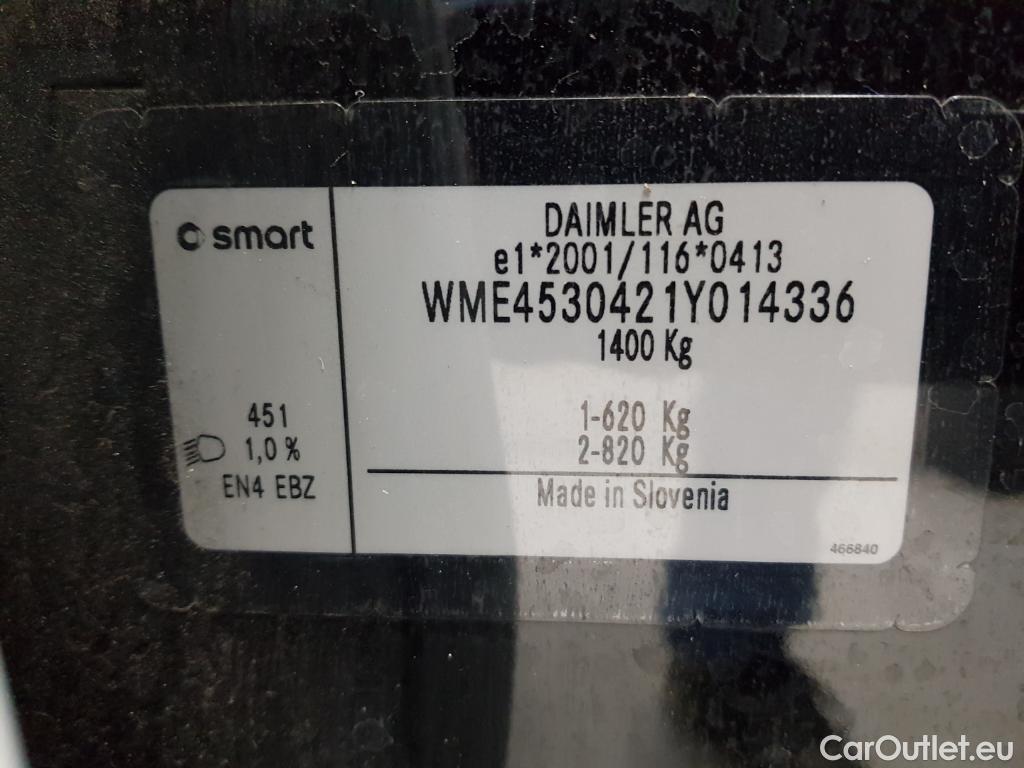 smart
451
1,0 %
EN4 EBZ
DAIMLER AG
e1*2001/116*0413
WME4530421Y014336
1400 Kg
1-620 Kg
2-820 Kg
Made in Slovenia
466840
CarOutlet.eu